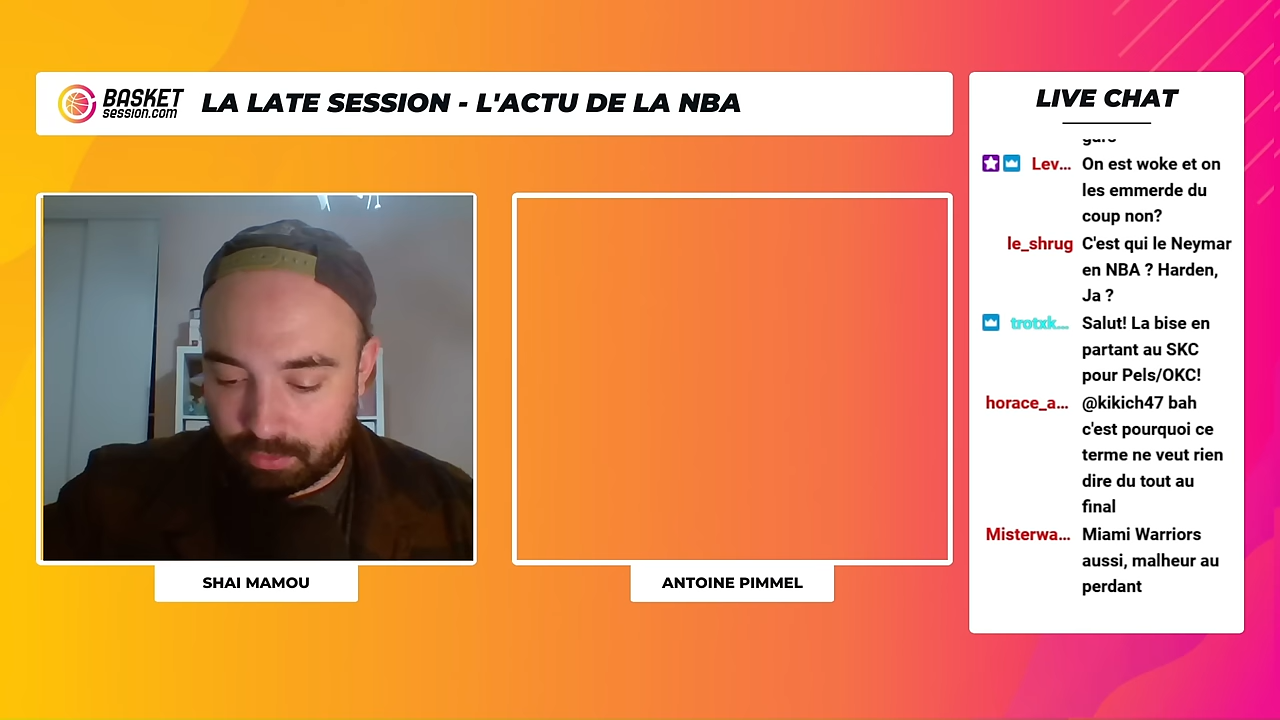 BASKET
session.com
LA LATE SESSION - L'ACTU DE LA NBA
SHAI MAMOU
ANTOINE PIMMEL
LIVE CHAT
Lev... On est woke et on
les emmerde du
coup non?
le_shrug C'est qui le Neymar
en NBA ? Harden,
Ja ?
trotxk... Salut! La bise en
partant au SKC
pour Pels/OKC!
horace_a... @kikich47 bah
c'est pourquoi ce
terme ne veut rien
dire du tout au
final
Misterwa... Miami Warriors
aussi, malheur au
perdant